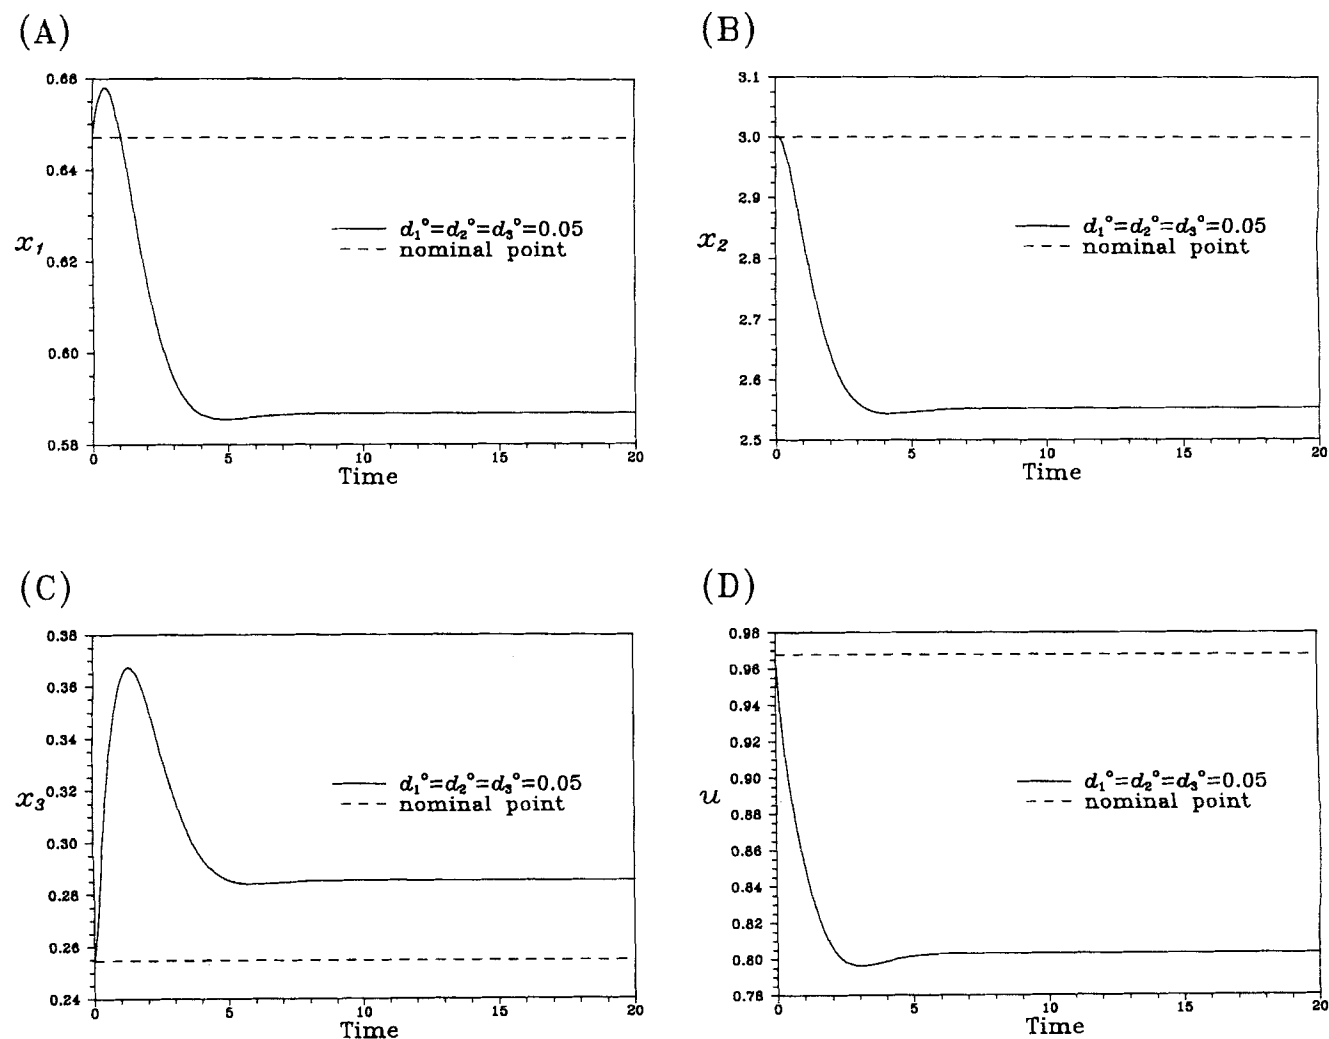 (A)
0.66
0.64
0.62
0.60
0.58
x₁
d₁°=d₂°=d₃°=0.05
nominal point
0 5 10 15 20
Time
(B)
3.1
3.0
2.9
2.8
2.7
2.6
2.5
x₂
d₁°=d₂°=d₃°=0.05
nominal point
0 5 10 15 20
Time
(C)
0.38
0.36
0.34
0.32
0.30
0.28
0.26
0.24
x₃
d₁°=d₂°=d₃°=0.05
nominal point
0 5 10 15 20
Time
(D)
0.98
0.96
0.94
0.92
0.90
0.88
0.86
0.84
0.82
0.80
0.78
u
d₁°=d₂°=d₃°=0.05
nominal point
0 5 10 15 20
Time